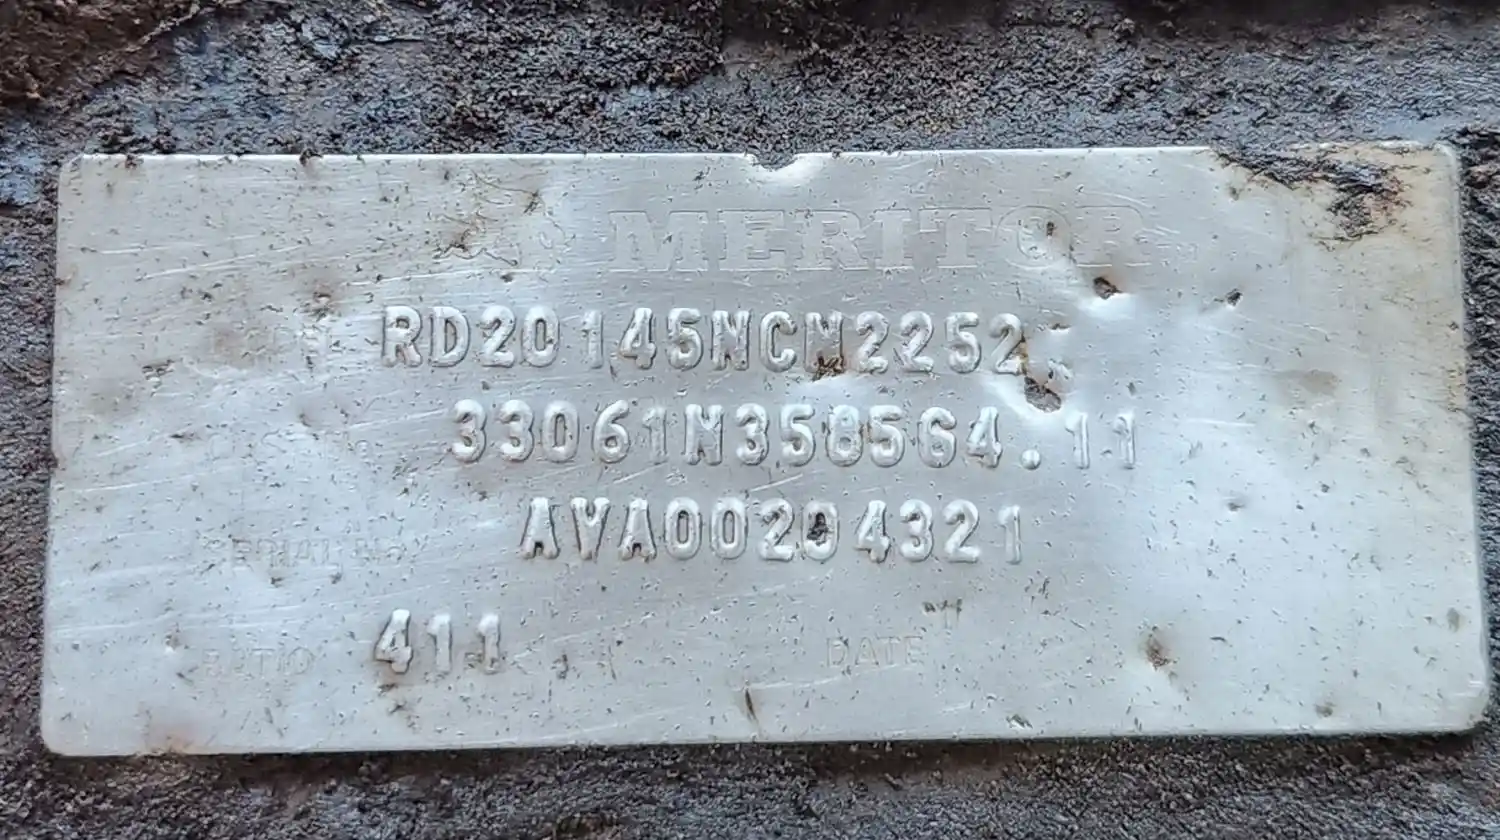 MERITOR
RD20145NCN2252
33061N358564.11
AVA00204321
SERIAL NO
RATIO 411 DATE